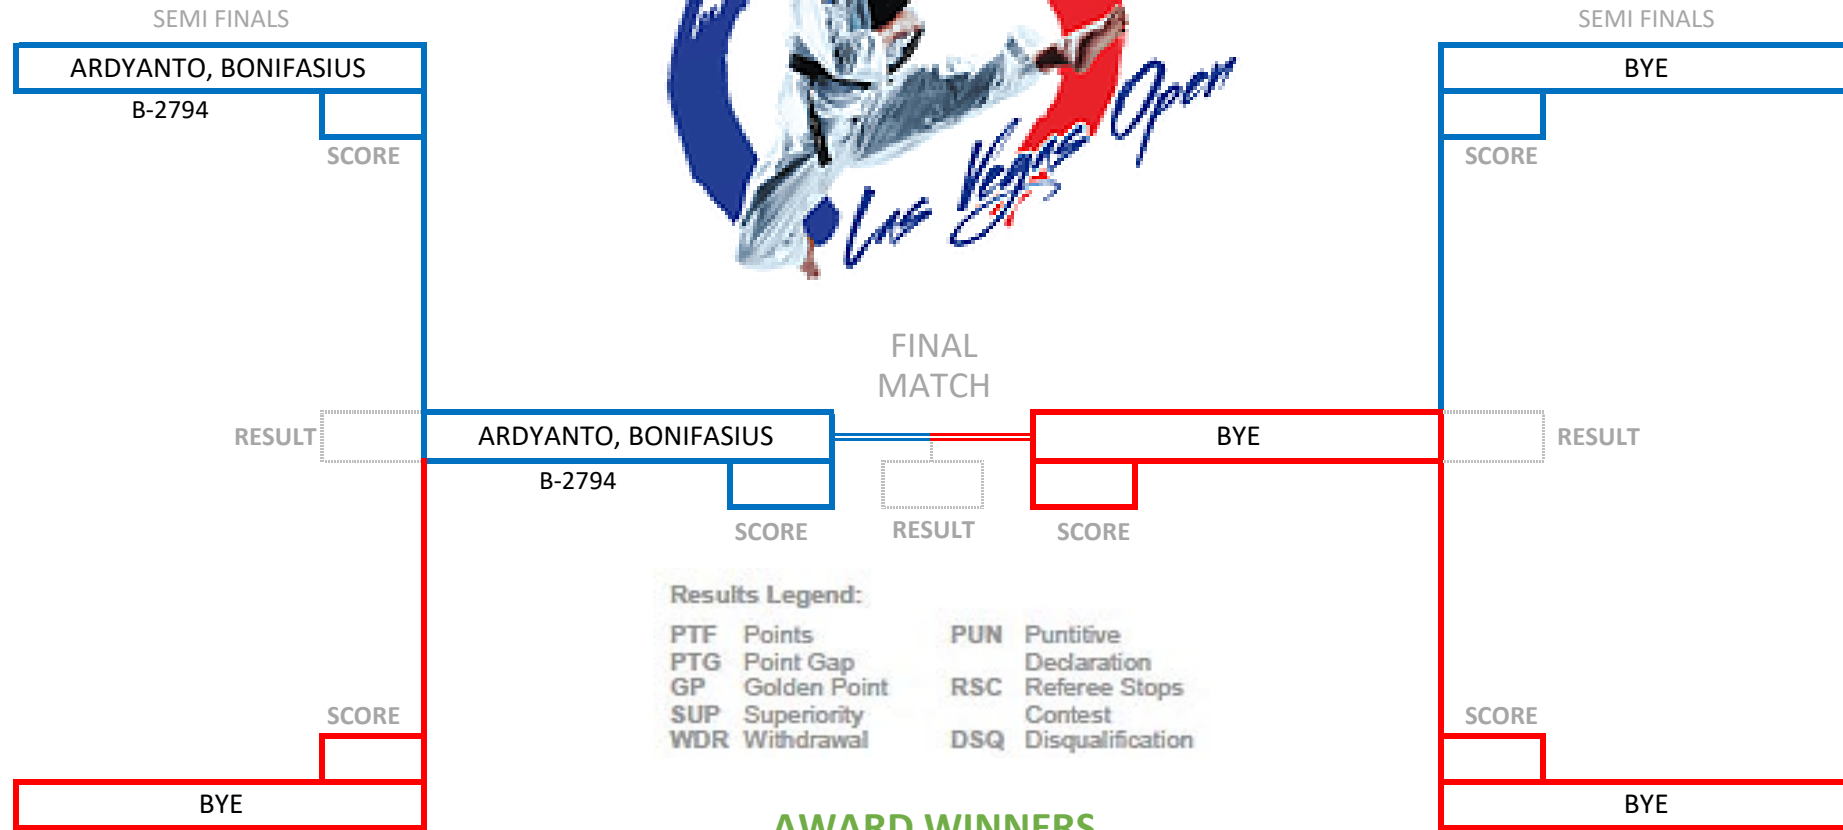 SEMI FINALS
SEMI FINALS
ARDYANTO, BONIFASIUS
BYE
B-2794
SCORE
SCORE
Las Vegas Open
FINAL
MATCH
RESULT
ARDYANTO, BONIFASIUS
BYE
RESULT
B-2794
SCORE
RESULT
SCORE
Results Legend:
PTF Points
PTG Point Gap
GP Golden Point
SUP Superiority
WDR Withdrawal
PUN Puntitive
Declaration
RSC Referee Stops
Contest
DSQ Disqualification
SCORE
SCORE
BYE
BYE
AWARD WINNERS